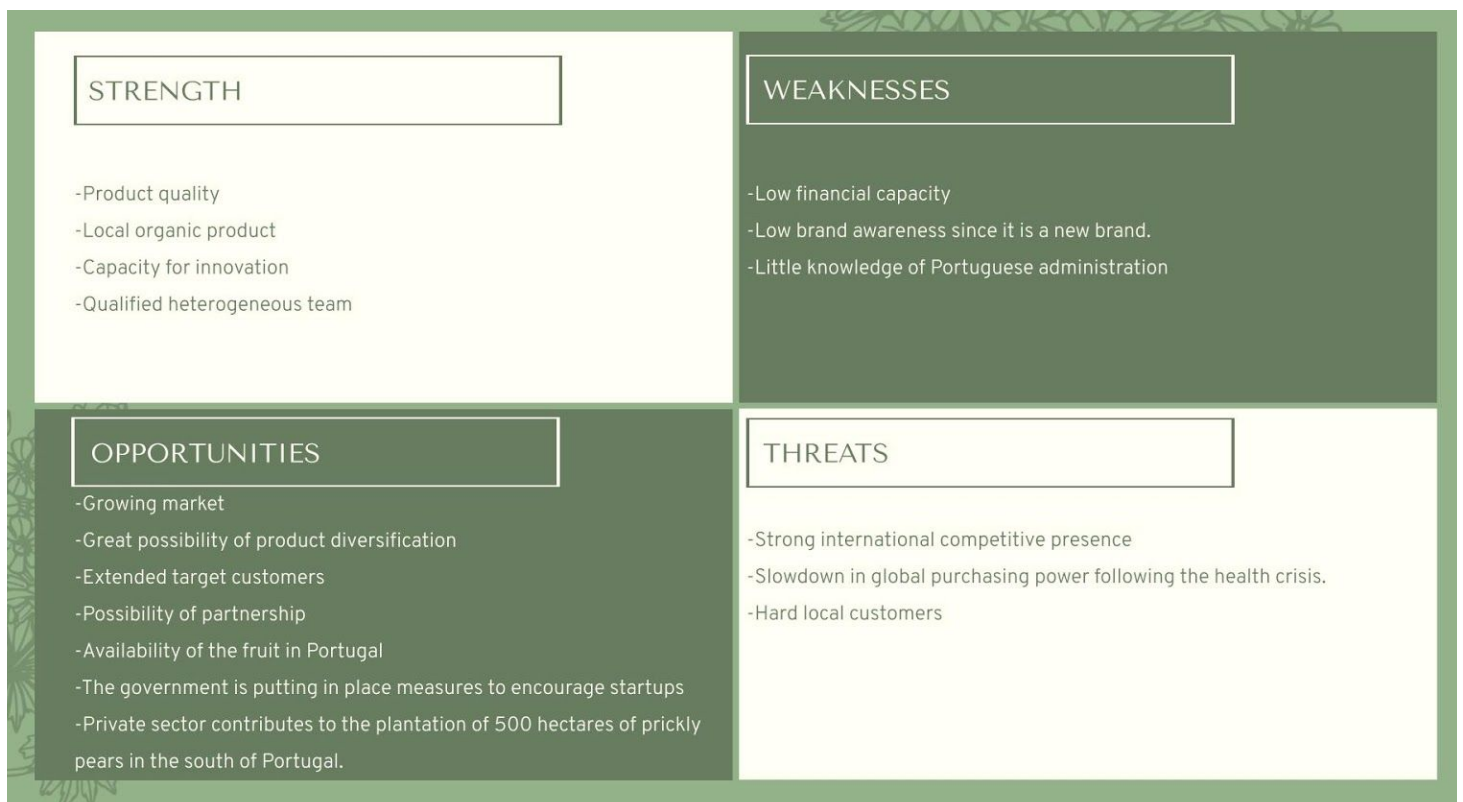 STRENGTH
-Product quality
-Local organic product
-Capacity for innovation
-Qualified heterogeneous team
WEAKNESSES
-Low financial capacity
-Low brand awareness since it is a new brand.
-Little knowledge of Portuguese administration
OPPORTUNITIES
-Growing market
-Great possibility of product diversification
-Extended target customers
-Possibility of partnership
-Availability of the fruit in Portugal
-The government is putting in place measures to encourage startups
-Private sector contributes to the plantation of 500 hectares of prickly
pears in the south of Portugal.
THREATS
-Strong international competitive presence
-Slowdown in global purchasing power following the health crisis.
-Hard local customers